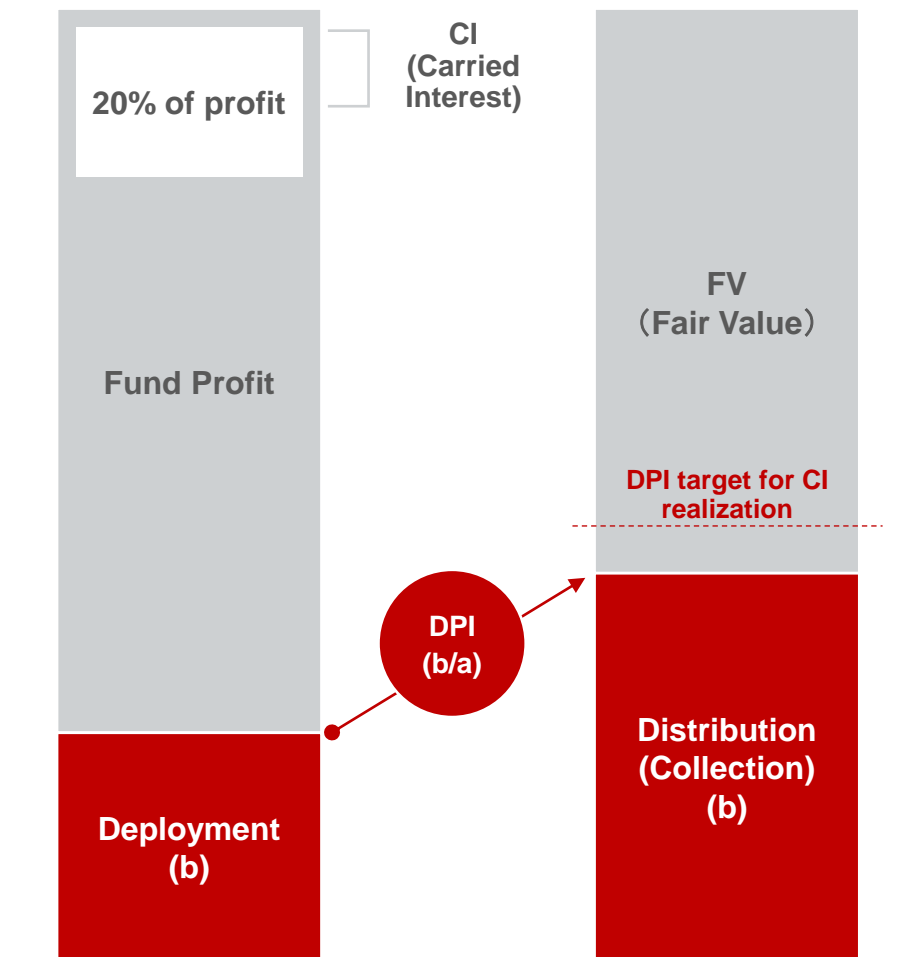 CI
(Carried
Interest)
20% of profit
Fund Profit
Deployment
(b)
DPI
(b/a)
FV
（Fair Value）
DPI target for CI
realization
Distribution
(Collection)
(b)